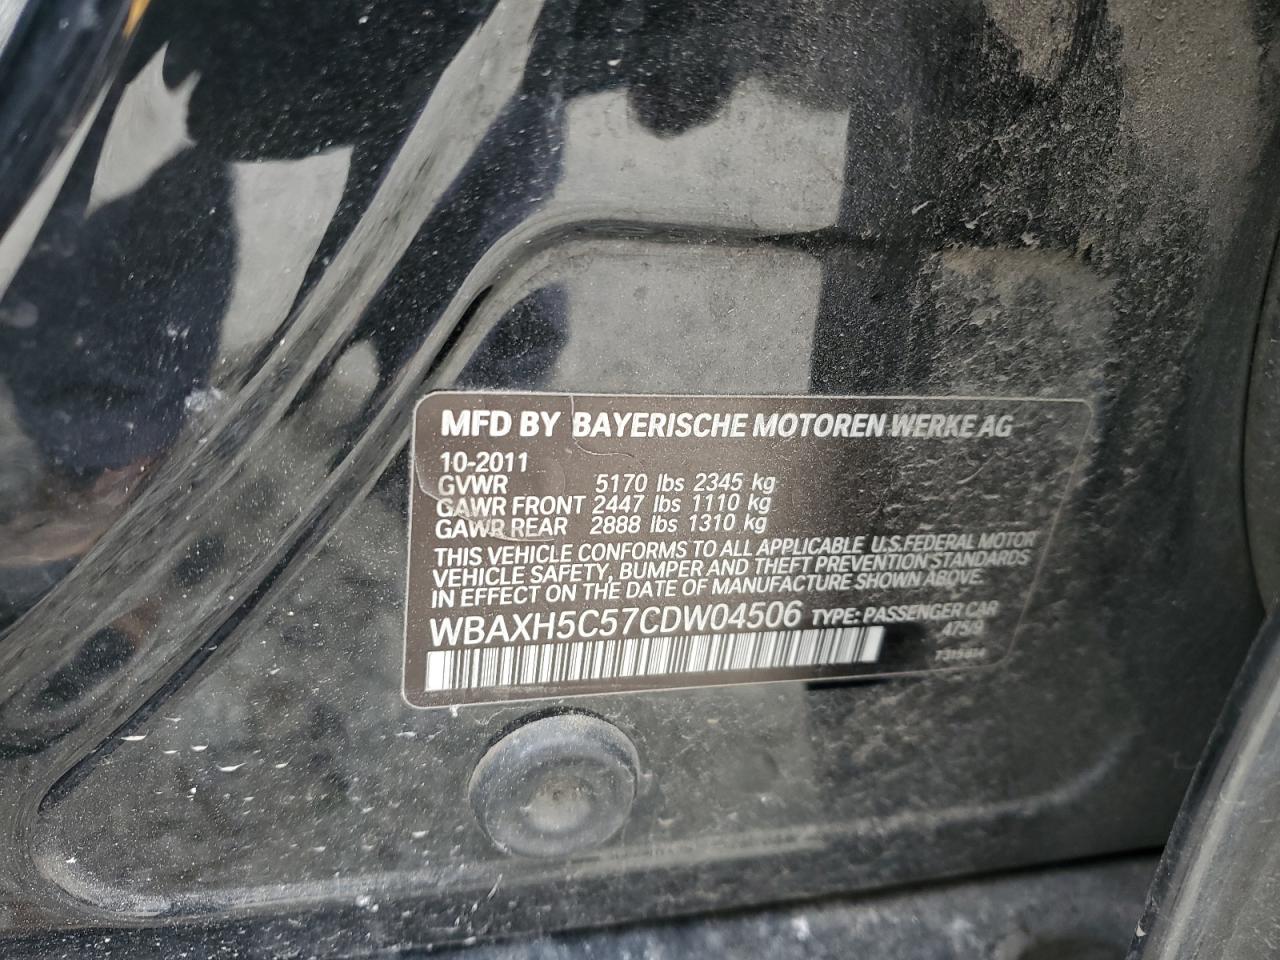 MFD BY BAYERISCHE MOTOREN WERKE AG
10-2011
GVWR 5170 lbs 2345 kg
GAWR FRONT 2447 lbs 1110 kg
GAWR REAR 2888 lbs 1310 kg
THIS VEHICLE CONFORMS TO ALL APPLICABLE U.S.FEDERAL MOTOR
VEHICLE SAFETY, BUMPER AND THEFT PREVENTION STANDARDS
IN EFFECT ON THE DATE OF MANUFACTURE SHOWN ABOVE.
WBAXH5C57CDW04506 TYPE: PASSENGER CAR
475/9